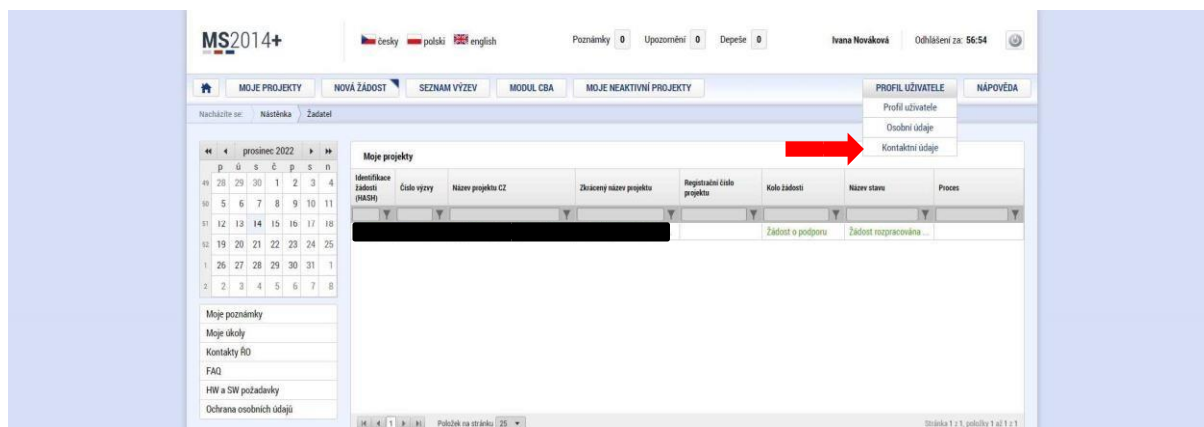 MS2014+
česky polski english
Poznámky 0 Upozornění 0 Depeše 0
Ivana Nováková Odhlášení za: 56:54
MOJE PROJEKTY NOVÁ ŽÁDOST SEZNAM VÝZEV MODUL CBA MOJE NEAKTIVNÍ PROJEKTY PROFIL UŽIVATELE NÁPOVĚDA
Nacházíte se: Nástěnka Žadatel
Profil uživatele
Osobní údaje
Kontaktní údaje
prosinec 2022
p ú s č p s n
49 28 29 30 1 2 3 4
50 5 6 7 8 9 10 11
51 12 13 14 15 16 17 18
52 19 20 21 22 23 24 25
1 26 27 28 29 30 31 1
2 2 3 4 5 6 7 8
Moje poznámky
Moje úkoly
Kontakty ŘO
FAQ
HW a SW požadavky
Ochrana osobních údajů
Moje projekty
Identifikace žádosti (HASH) Číslo výzvy Název projektu CZ Zkrácený název projektu Registrační číslo projektu Kolo žádosti Název stavu Proces
Žádost o podporu Žádost rozpracována ...
1 Položek na stránku 25 Stránka 1 z 1, položky 1 až 1 z 1